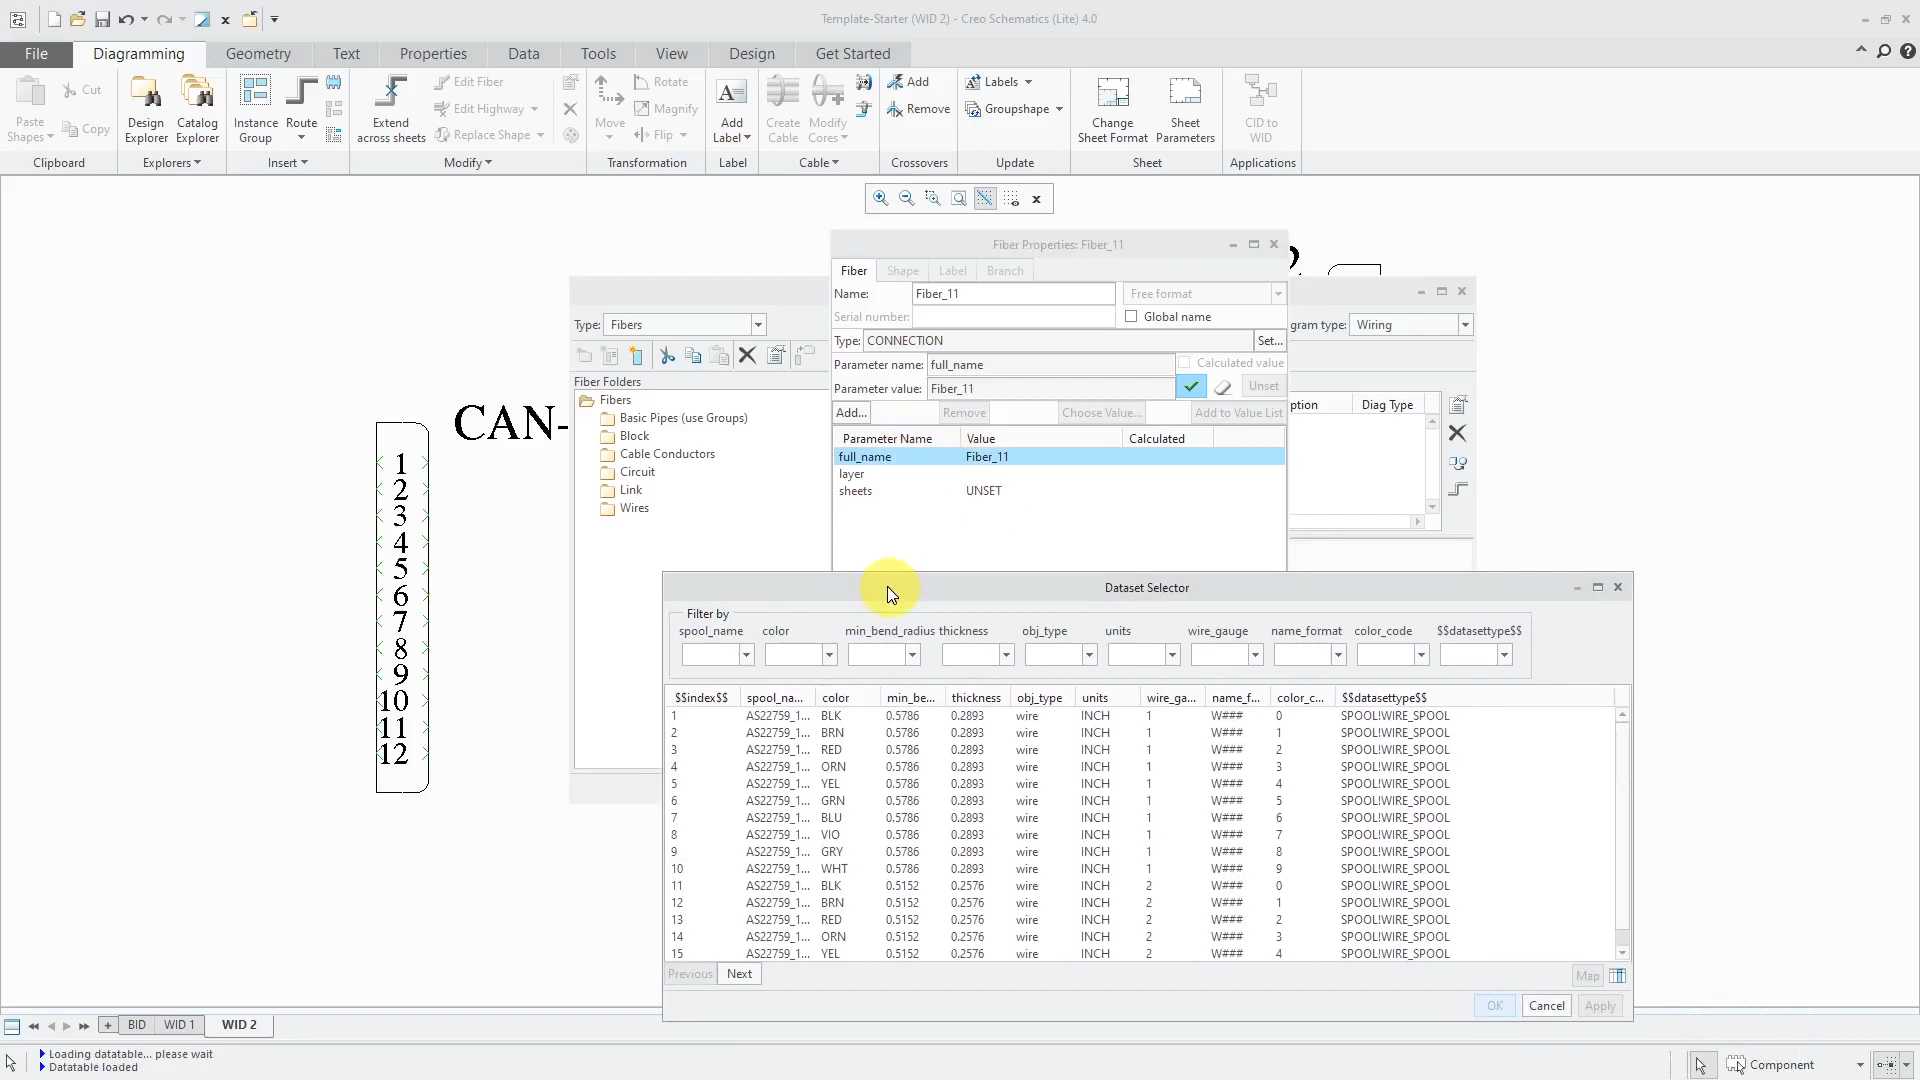 Template-Starter (WID 2) - Creo Schematics (Lite) 4.0
File Diagramming Geometry Text Properties Data Tools View Design Get Started
Paste Shapes Cut Copy
Design Explorer Catalog Explorer
Instance Group Route
Extend across sheets Edit Fiber Edit Highway Replace Shape
Move Rotate Magnify Flip
Add Label
Create Cable Modify Cores
Add Remove
Labels Groupshape
Change Sheet Format Sheet Parameters
CID to WID
Clipboard Explorers Insert Modify Transformation Label Cable Crossovers Update Sheet Applications
CAN-
1
2
3
4
5
6
7
8
9
10
11
12
Type: Fibers
Fiber Folders
Fibers
Basic Pipes (use Groups)
Block
Cable Conductors
Circuit
Link
Wires
Fiber Properties: Fiber_11
Fiber Shape Label Branch
Name: Fiber_11 Free format
Serial number: Global name
Type: CONNECTION Set...
Parameter name: full_name Calculated value
Parameter value: Fiber_11 Unset
Add... Remove Choose Value... Add to Value List
Parameter Name Value Calculated
full_name Fiber_11
layer
sheets UNSET
gram type: Wiring
ption Diag Type
Dataset Selector
Filter by
spool_name color min_bend_radius thickness obj_type units wire_gauge name_format color_code $$datasettype$$
$$index$$ spool_na... color min_be... thickness obj_type units wire_ga... name_f... color_c... $$datasettype$$
1 AS22759_1... BLK 0.5786 0.2893 wire INCH 1 W### 0 SPOOL!WIRE_SPOOL
2 AS22759_1... BRN 0.5786 0.2893 wire INCH 1 W### 1 SPOOL!WIRE_SPOOL
3 AS22759_1... RED 0.5786 0.2893 wire INCH 1 W### 2 SPOOL!WIRE_SPOOL
4 AS22759_1... ORN 0.5786 0.2893 wire INCH 1 W### 3 SPOOL!WIRE_SPOOL
5 AS22759_1... YEL 0.5786 0.2893 wire INCH 1 W### 4 SPOOL!WIRE_SPOOL
6 AS22759_1... GRN 0.5786 0.2893 wire INCH 1 W### 5 SPOOL!WIRE_SPOOL
7 AS22759_1... BLU 0.5786 0.2893 wire INCH 1 W### 6 SPOOL!WIRE_SPOOL
8 AS22759_1... VIO 0.5786 0.2893 wire INCH 1 W### 7 SPOOL!WIRE_SPOOL
9 AS22759_1... GRY 0.5786 0.2893 wire INCH 1 W### 8 SPOOL!WIRE_SPOOL
10 AS22759_1... WHT 0.5786 0.2893 wire INCH 1 W### 9 SPOOL!WIRE_SPOOL
11 AS22759_1... BLK 0.5152 0.2576 wire INCH 2 W### 0 SPOOL!WIRE_SPOOL
12 AS22759_1... BRN 0.5152 0.2576 wire INCH 2 W### 1 SPOOL!WIRE_SPOOL
13 AS22759_1... RED 0.5152 0.2576 wire INCH 2 W### 2 SPOOL!WIRE_SPOOL
14 AS22759_1... ORN 0.5152 0.2576 wire INCH 2 W### 3 SPOOL!WIRE_SPOOL
15 AS22759_1... YEL 0.5152 0.2576 wire INCH 2 W### 4 SPOOL!WIRE_SPOOL
Previous Next Map
OK Cancel Apply
BID WID 1 WID 2
Loading datatable... please wait
Datatable loaded
Component